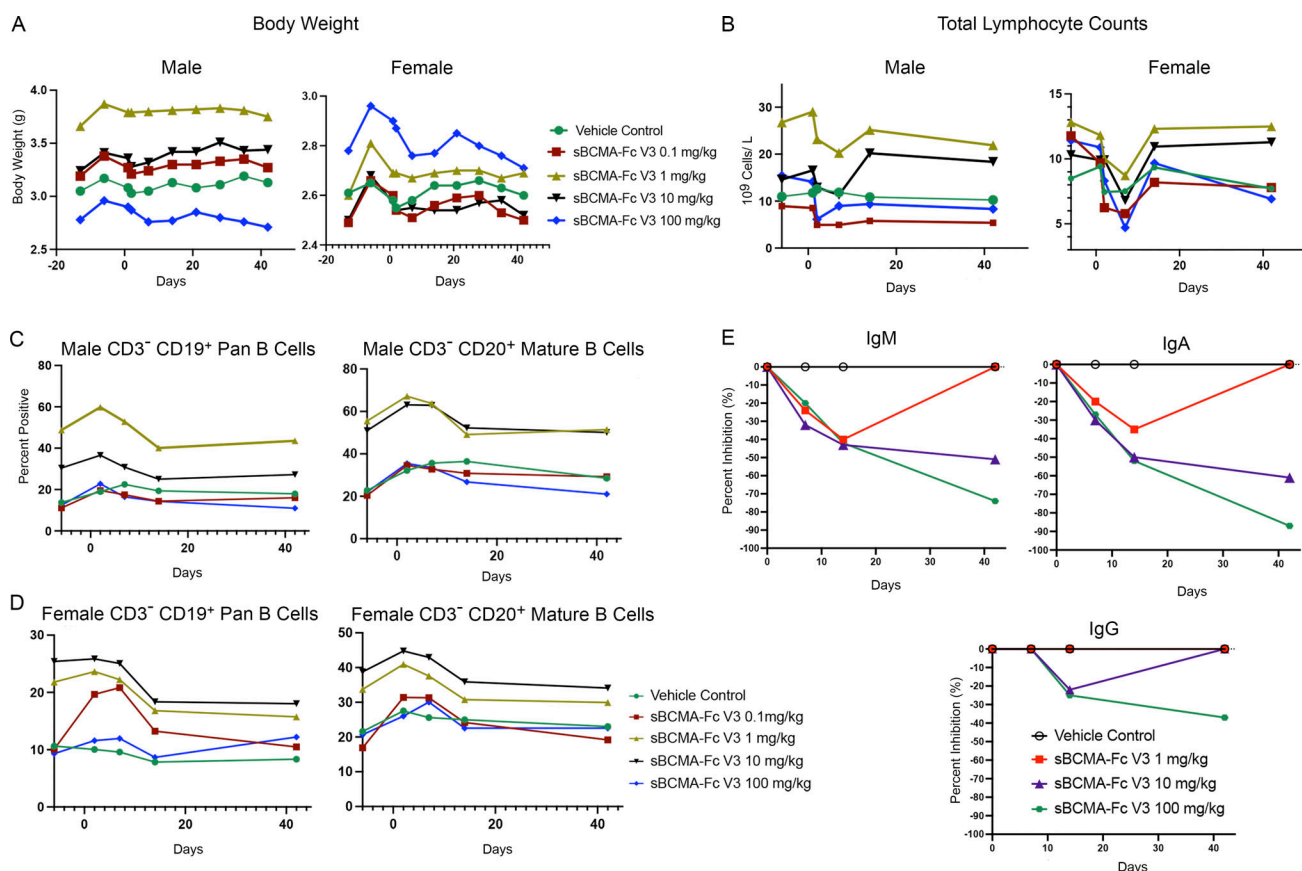 A
Body Weight
Male
Female
Body Weight (g)
4.0
3.5
3.0
2.5
-20
0
20
40
Days
3.0
2.8
2.6
2.4
-20
0
20
40
Days
Vehicle Control
sBCMA-Fc V3 0.1 mg/kg
sBCMA-Fc V3 1 mg/kg
sBCMA-Fc V3 10 mg/kg
sBCMA-Fc V3 100 mg/kg
B
Total Lymphocyte Counts
Male
Female
10⁹ Cells/ L
30
20
10
0
0
20
40
Days
15
10
5
0
20
40
Days
C
Male CD3⁻ CD19⁺ Pan B Cells
Male CD3⁻ CD20⁺ Mature B Cells
Percent Positive
80
60
40
20
0
0
20
40
Days
80
60
40
20
0
0
20
40
Days
D
Female CD3⁻ CD19⁺ Pan B Cells
Female CD3⁻ CD20⁺ Mature B Cells
30
20
10
0
0
20
40
Days
50
40
30
20
10
0
0
20
40
Days
Vehicle Control
sBCMA-Fc V3 0.1mg/kg
sBCMA-Fc V3 1 mg/kg
sBCMA-Fc V3 10 mg/kg
sBCMA-Fc V3 100 mg/kg
E
IgM
IgA
Percent Inhibition (%)
0
-10
-20
-30
-40
-50
-60
-70
-80
-90
-100
0
10
20
30
40
Days
0
-10
-20
-30
-40
-50
-60
-70
-80
-90
-100
0
10
20
30
40
Days
IgG
Percent Inhibition (%)
0
-10
-20
-30
-40
-50
-60
-70
-80
-90
-100
0
10
20
30
40
Days
Vehicle Control
sBCMA-Fc V3 1 mg/kg
sBCMA-Fc V3 10 mg/kg
sBCMA-Fc V3 100 mg/kg